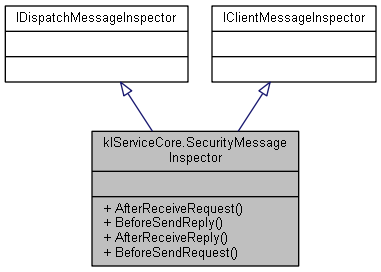 IDispatchMessageInspector
IClientMessageInspector
kIServiceCore.SecurityMessage
Inspector
+ AfterReceiveRequest()
+ BeforeSendReply()
+ AfterReceiveReply()
+ BeforeSendRequest()